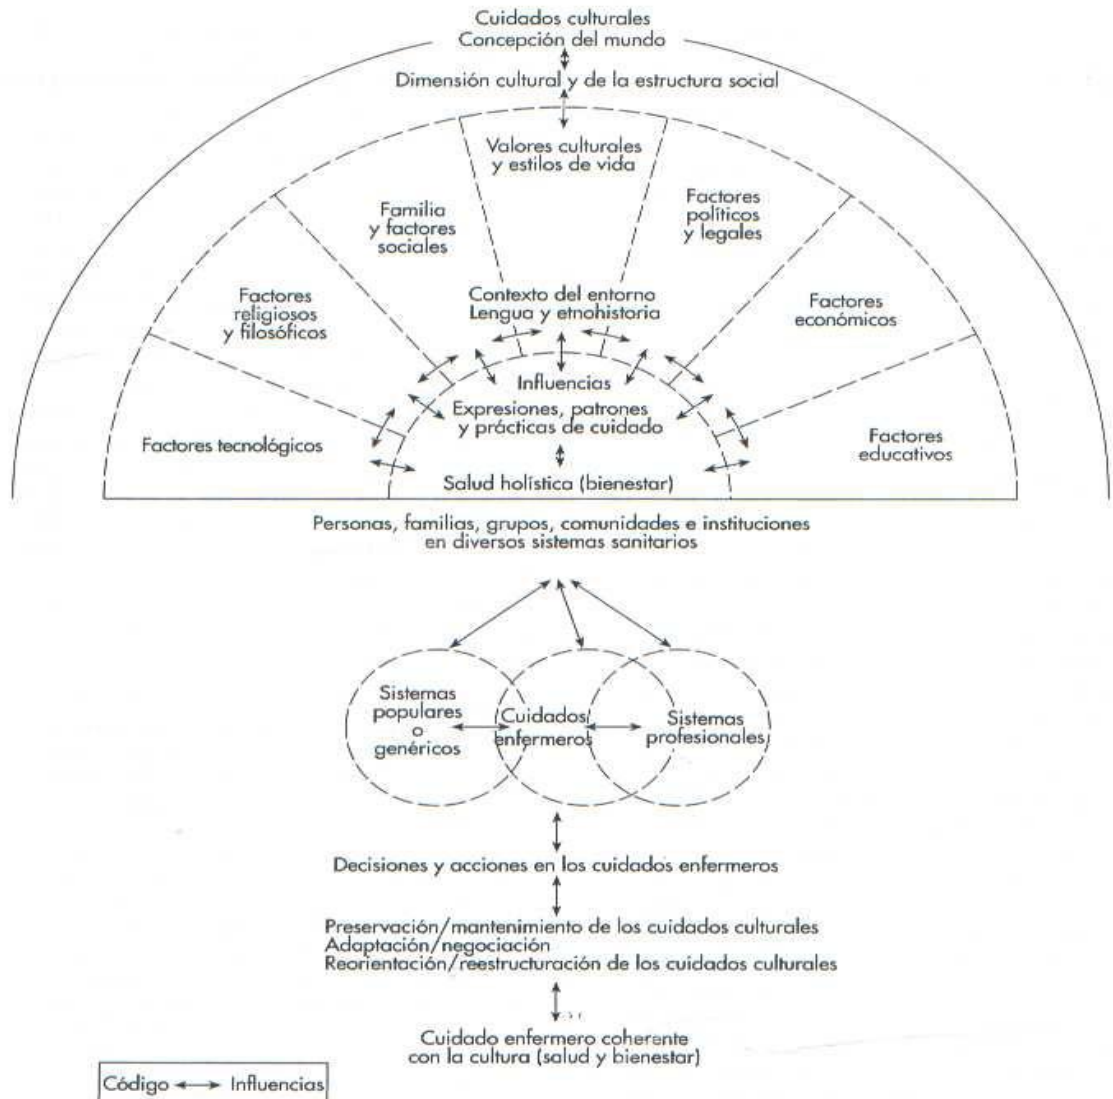 Cuidados culturales
Concepción del mundo
Dimensión cultural y de la estructura social
Valores culturales
y estilos de vida
Familia
y factores
sociales
Factores
políticos
y legales
Factores
religiosos
y filosóficos
Contexto del entorno
Lengua y etnohistoria
Factores
económicos
Influencias
Expresiones, patrones
y prácticas de cuidado
Factores tecnológicos
Factores
educativos
Salud holística (bienestar)
Personas, familias, grupos, comunidades e instituciones
en diversos sistemas sanitarios
Sistemas
populares
o
genéricos
Cuidados
enfermeros
Sistemas
profesionales
Decisiones y acciones en los cuidados enfermeros
Preservación/mantenimiento de los cuidados culturales
Adaptación/negociación
Reorientación/reestructuración de los cuidados culturales
Cuidado enfermero coherente
con la cultura (salud y bienestar)
Código ↔ Influencias